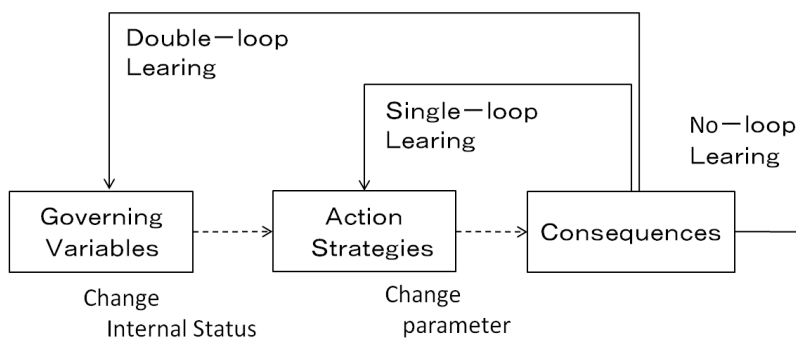 Double－loop
Learing
Single－loop
Learing
No－loop
Learing
Governing
Variables
Action
Strategies
Consequences
Change
Internal Status
Change
parameter